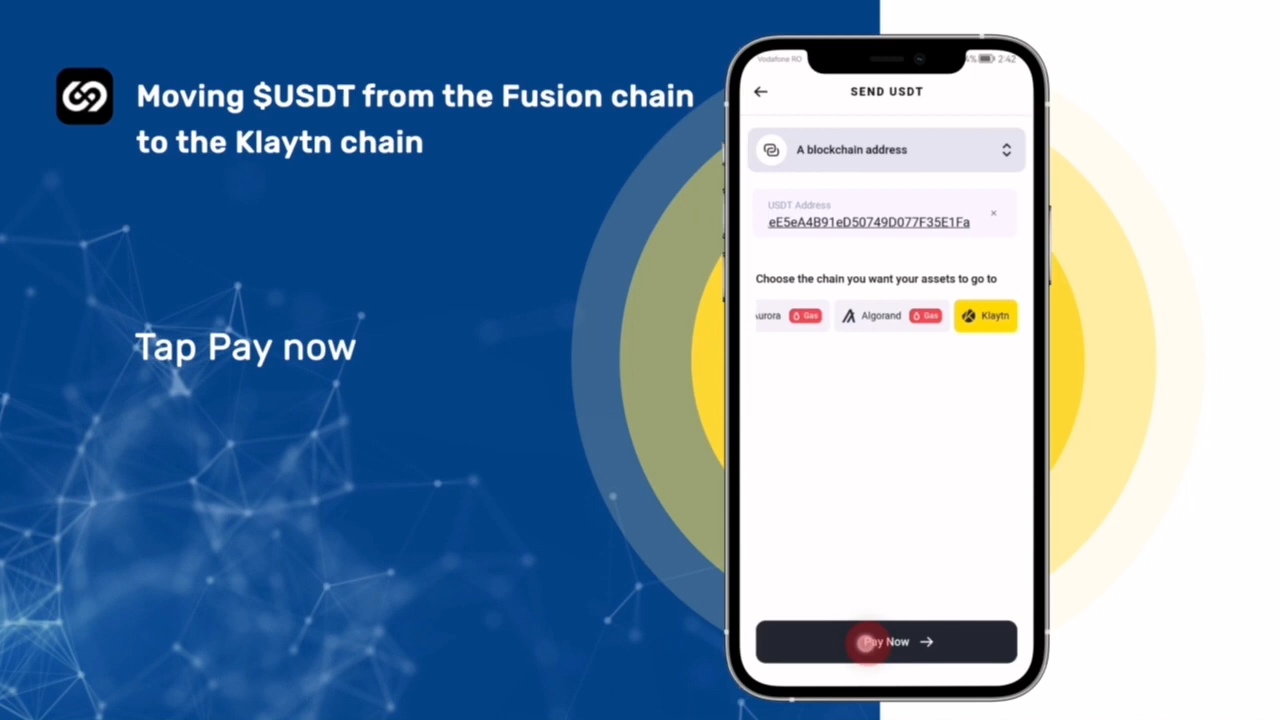 Moving $USDT from the Fusion chain
to the Klaytn chain
Tap Pay now
Vodafone RO
2:42
SEND USDT
A blockchain address
USDT Address
eE5eA4B91eD50749D077F35E1Fa
Choose the chain you want your assets to go to
urora Gas Algorand Gas Klaytn
Pay Now